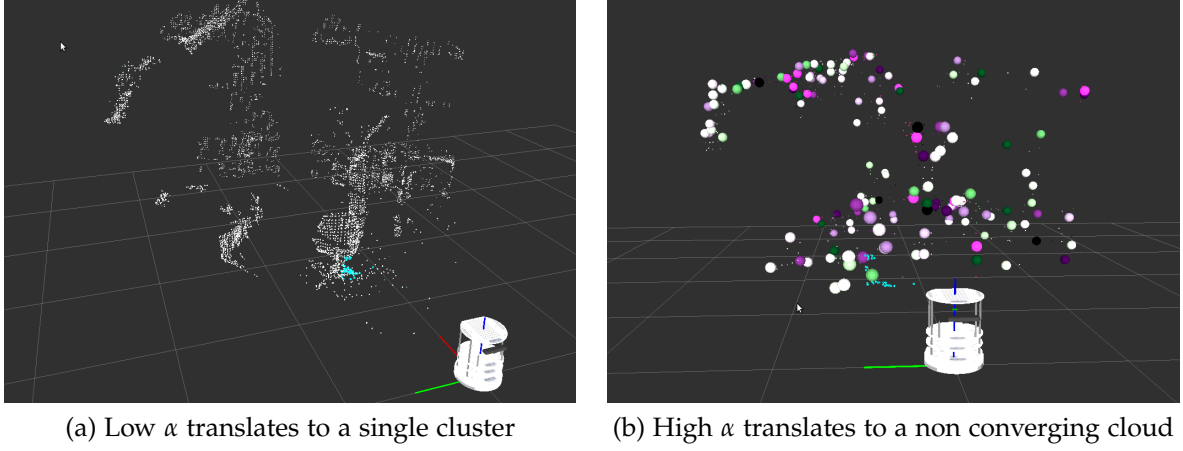 (a) Low α translates to a single cluster
(b) High α translates to a non converging cloud